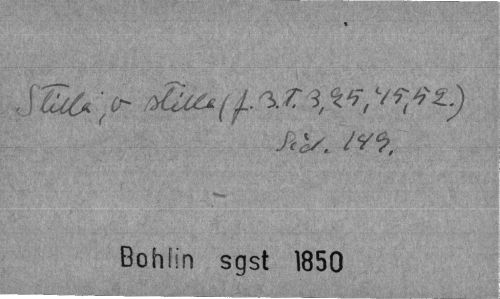 Stilla, v stilla (f. 3.T. 3,25,45,52.)
Sid. 149.
Bohlin sgst 1850